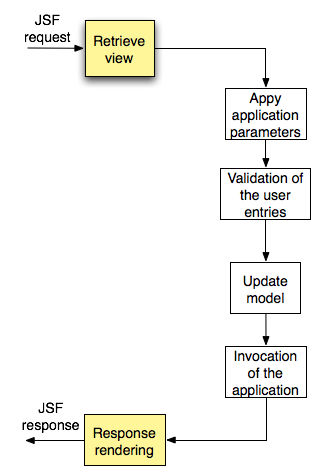 JSF
request
Retrieve
view
Appy
application
parameters
Validation of
the user
entries
Update
model
Invocation
of the
application
JSF
response
Response
rendering